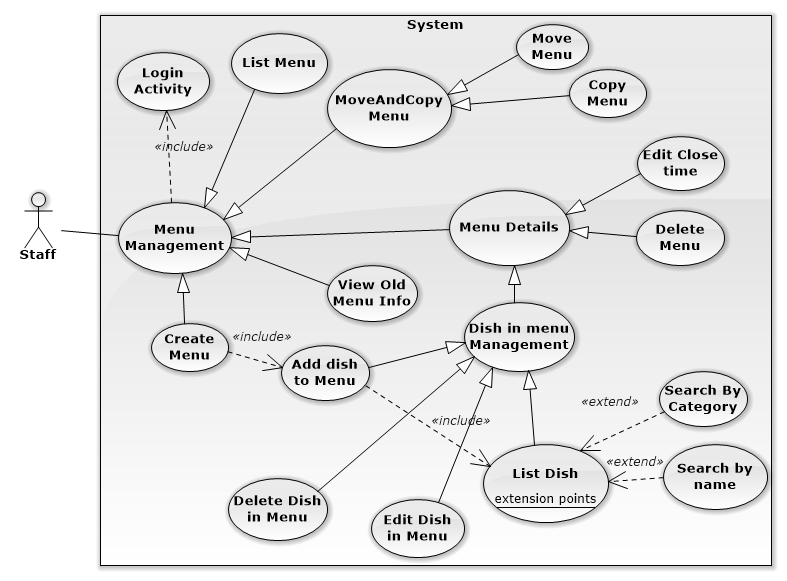 System
Move
Menu
List Menu
Login
Activity
MoveAndCopy
Menu
Copy
Menu
«include»
Edit Close
time
Menu
Management
Menu Details
Delete
Menu
Staff
View Old
Menu Info
Create
Menu
«include»
Dish in menu
Management
Add dish
to Menu
Search By
Category
«extend»
«include»
«extend»
List Dish
extension points
Search by
name
Delete Dish
in Menu
Edit Dish
in Menu